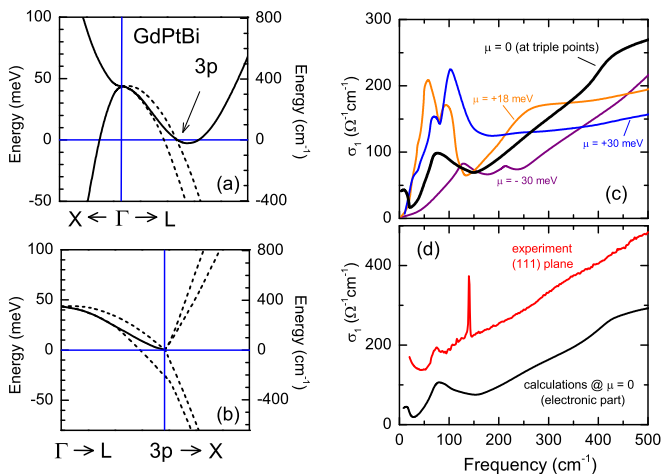 GdPtBi
3p
(a)
Energy (meV)
100
50
0
-50
Energy (cm⁻¹)
800
400
0
-400
X ← Γ → L
(b)
Energy (meV)
100
50
0
-50
Energy (cm⁻¹)
800
400
0
-400
Γ → L 3p → X
σ₁ (Ω⁻¹cm⁻¹)
300
200
100
0
μ = 0 (at triple points)
μ = +18 meV
μ = +30 meV
μ = - 30 meV
(c)
(d)
experiment
(111) plane
σ₁ (Ω⁻¹cm⁻¹)
400
200
0
calculations @ μ = 0
(electronic part)
0 100 200 300 400 500
Frequency (cm⁻¹)